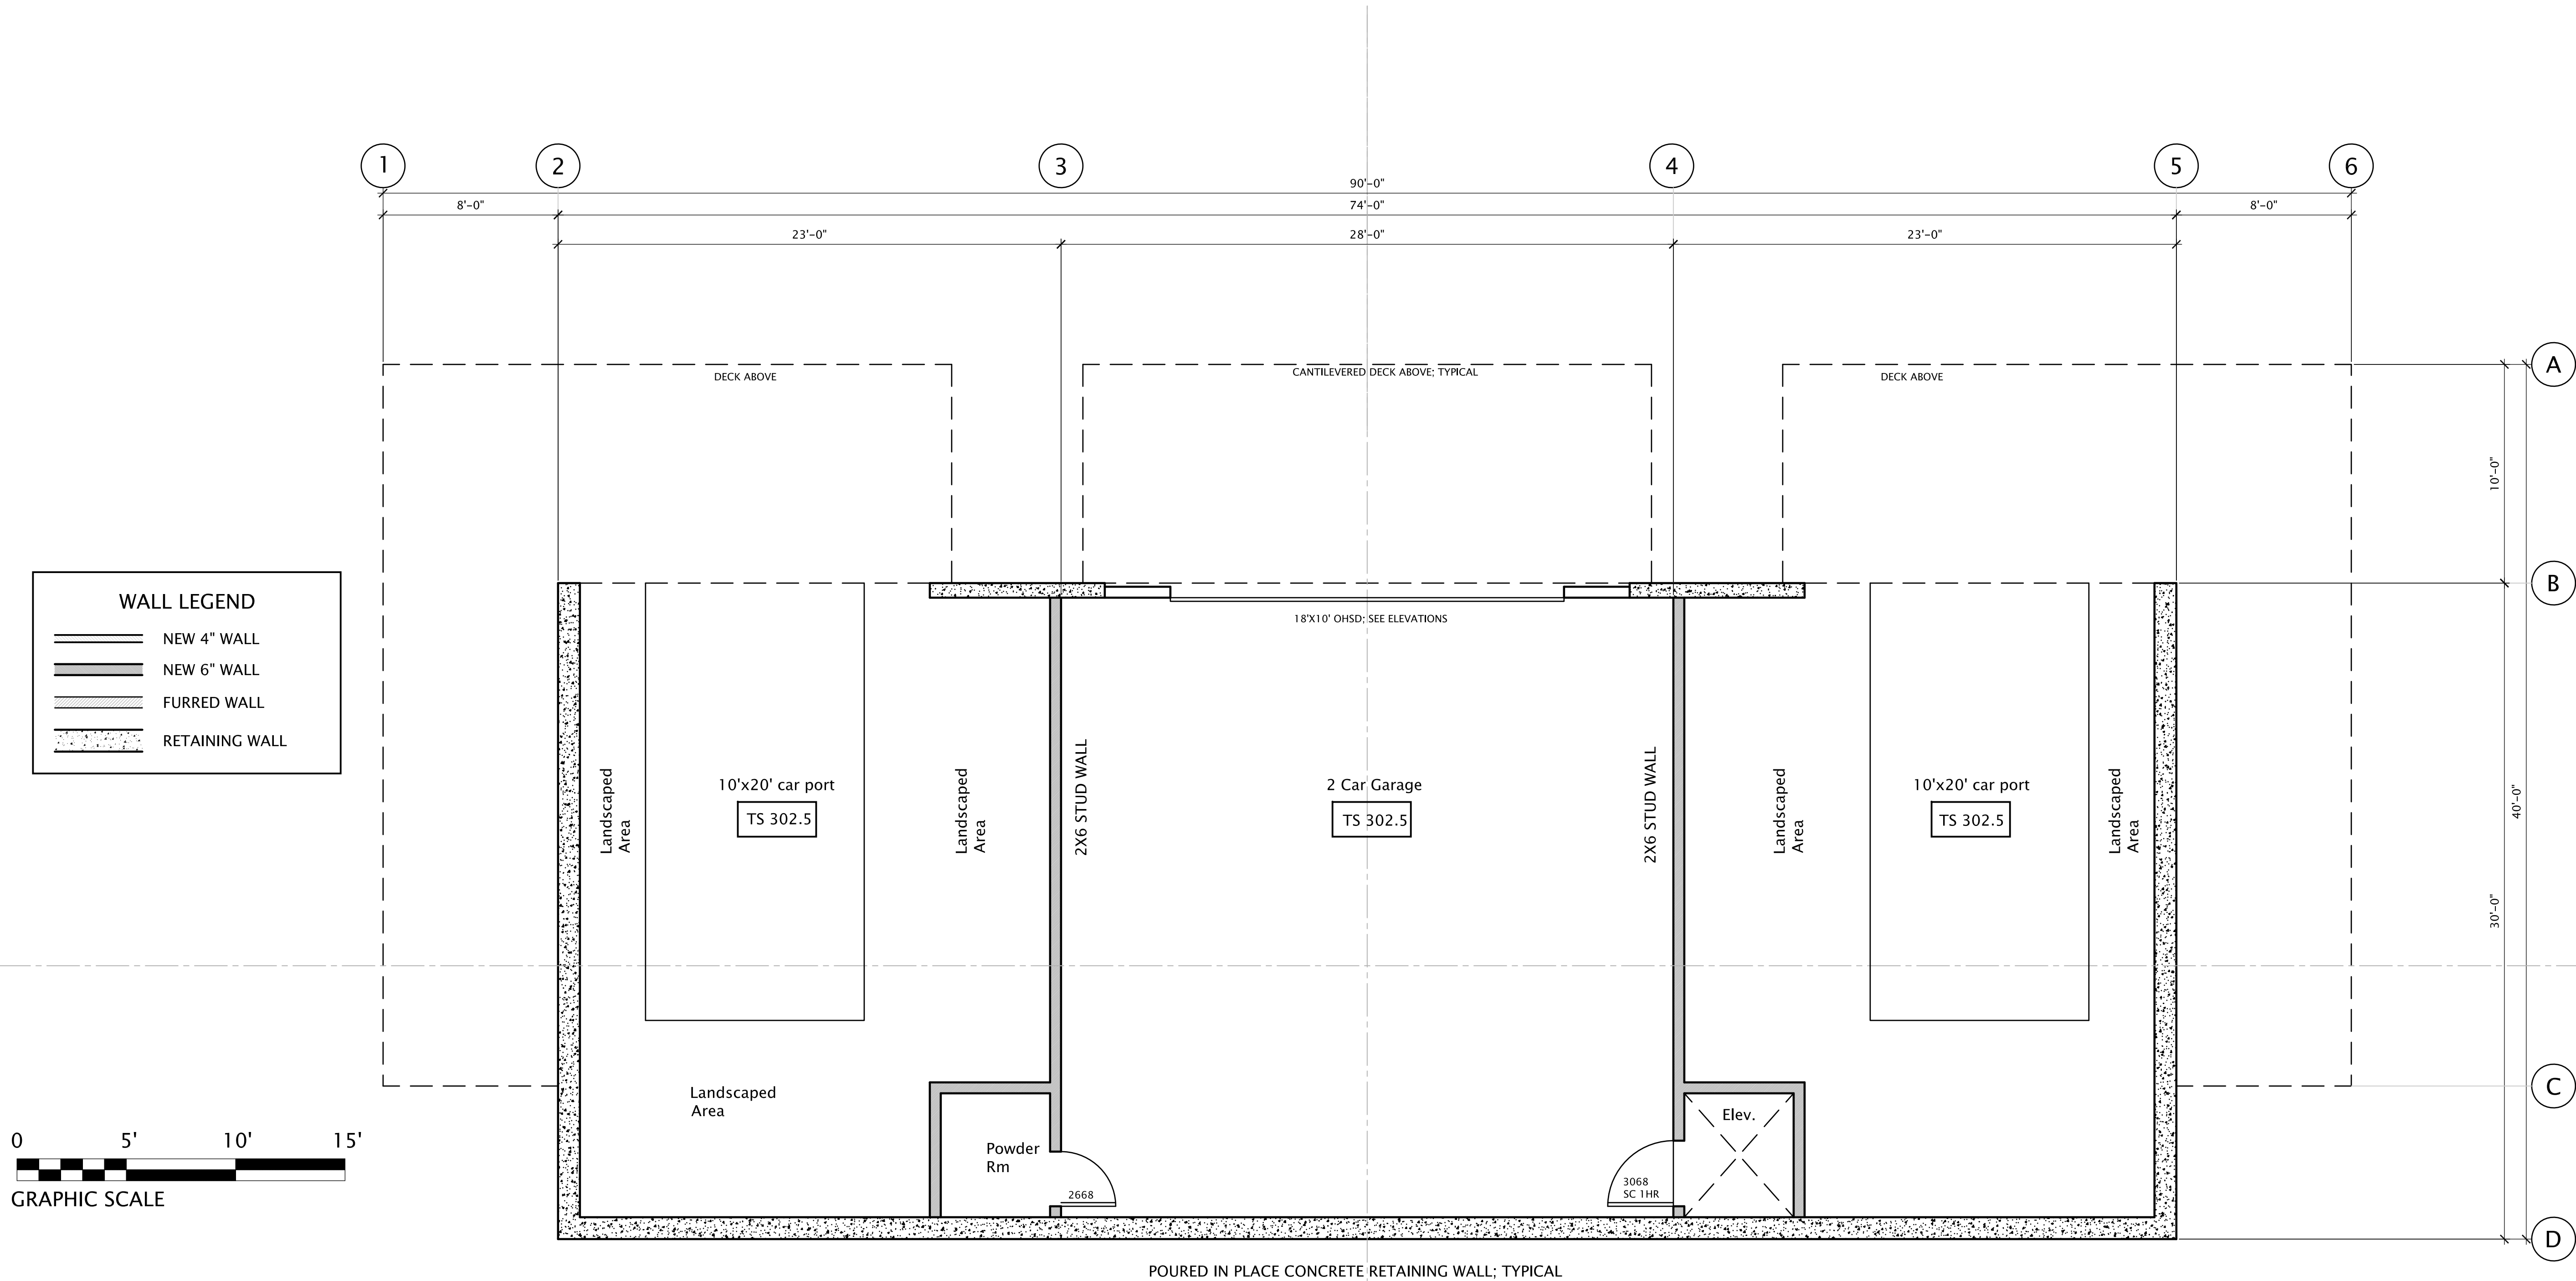 1
2
3
4
5
6
90'-0"
8'-0"
74'-0"
8'-0"
23'-0"
28'-0"
23'-0"
A
DECK ABOVE
CANTILEVERED DECK ABOVE; TYPICAL
DECK ABOVE
10'-0"
B
WALL LEGEND
NEW 4" WALL
NEW 6" WALL
FURRED WALL
RETAINING WALL
18'X10' OHSD; SEE ELEVATIONS
Landscaped
Area
10'x20' car port
TS 302.5
Landscaped
Area
2X6 STUD WALL
2 Car Garage
TS 302.5
2X6 STUD WALL
Landscaped
Area
10'x20' car port
TS 302.5
Landscaped
Area
40'-0"
30'-0"
C
Landscaped
Area
Powder
Rm
2668
3068
SC 1HR
Elev.
0 5' 10' 15'
GRAPHIC SCALE
D
POURED IN PLACE CONCRETE RETAINING WALL; TYPICAL